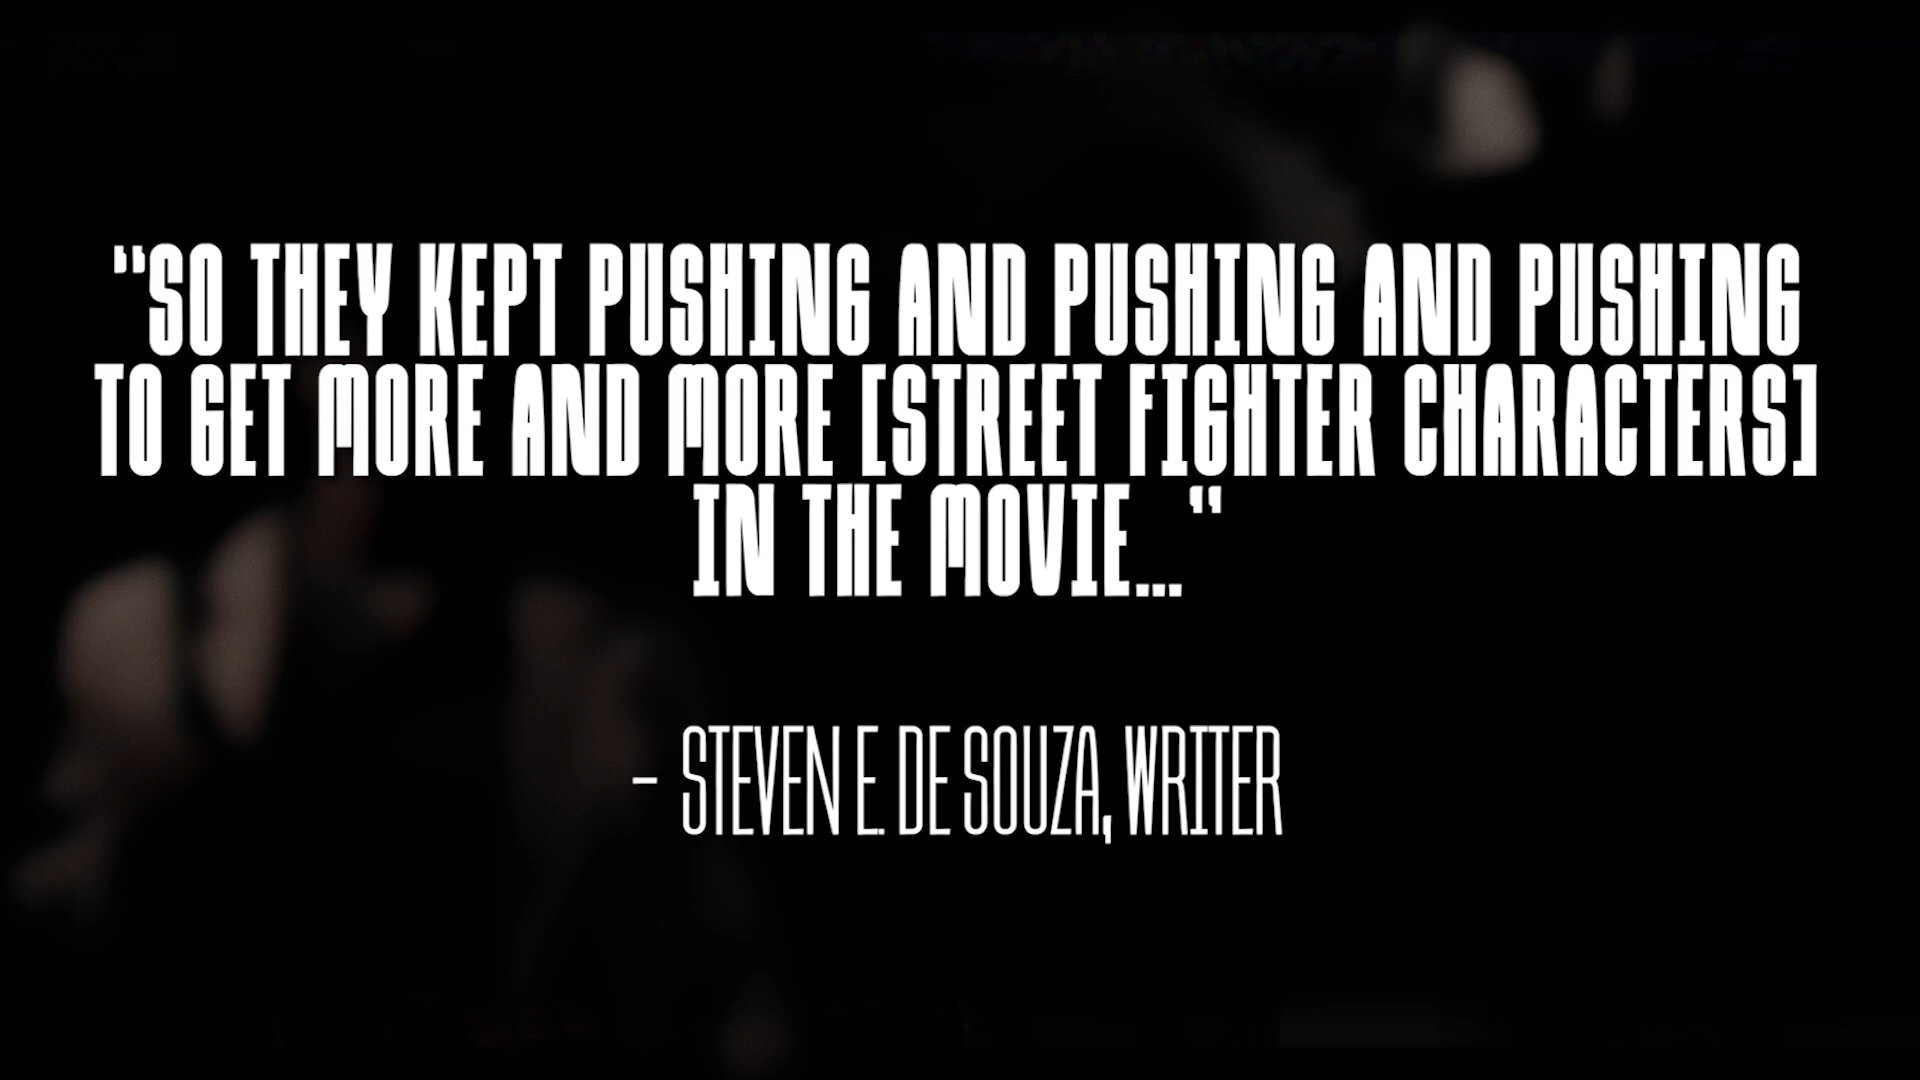 "SO THEY KEPT PUSHING AND PUSHING AND PUSHING
TO GET MORE AND MORE [STREET FIGHTER CHARACTERS]
IN THE MOVIE..."
- STEVEN E. DE SOUZA, WRITER